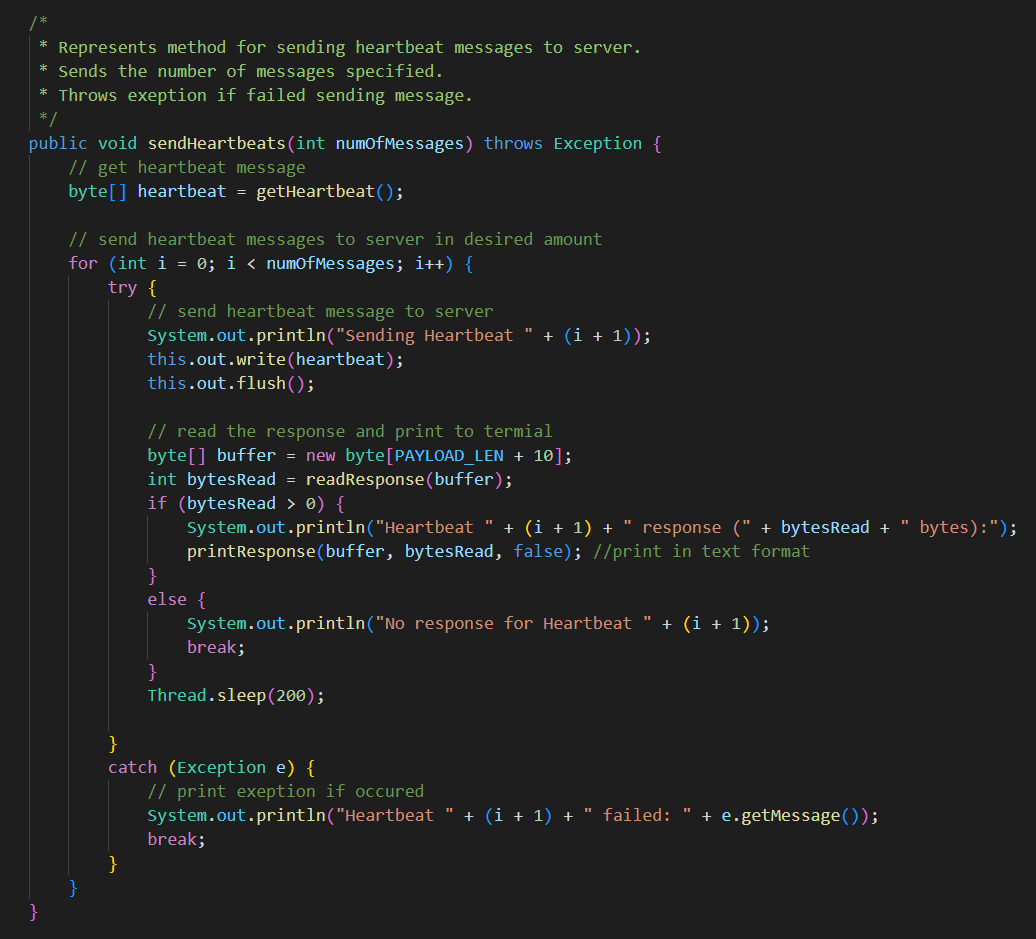 /*
 * Represents method for sending heartbeat messages to server.
 * Sends the number of messages specified.
 * Throws exeption if failed sending message.
 */
public void sendHeartbeats(int numOfMessages) throws Exception {
    // get heartbeat message
    byte[] heartbeat = getHeartbeat();

    // send heartbeat messages to server in desired amount
    for (int i = 0; i < numOfMessages; i++) {
        try {
            // send heartbeat message to server
            System.out.println("Sending Heartbeat " + (i + 1));
            this.out.write(heartbeat);
            this.out.flush();

            // read the response and print to termial
            byte[] buffer = new byte[PAYLOAD_LEN + 10];
            int bytesRead = readResponse(buffer);
            if (bytesRead > 0) {
                System.out.println("Heartbeat " + (i + 1) + " response (" + bytesRead + " bytes):");
                printResponse(buffer, bytesRead, false); //print in text format
            }
            else {
                System.out.println("No response for Heartbeat " + (i + 1));
                break;
            }
            Thread.sleep(200);

        }
        catch (Exception e) {
            // print exeption if occured
            System.out.println("Heartbeat " + (i + 1) + " failed: " + e.getMessage());
            break;
        }
    }
}